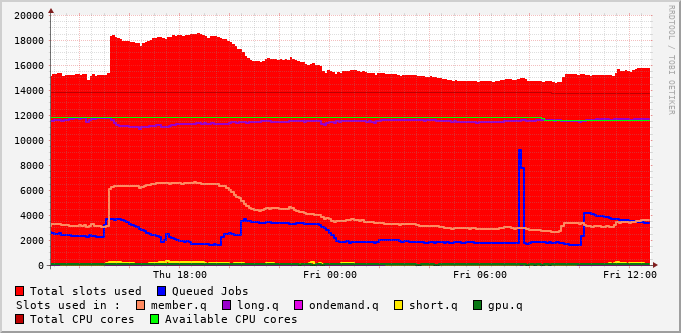 20000
18000
16000
14000
12000
10000
8000
6000
4000
2000
0
Thu 18:00 Fri 00:00 Fri 06:00 Fri 12:00
RRDTOOL / TOBI OETIKER
Total slots used Queued Jobs
Slots used in : member.q long.q ondemand.q short.q gpu.q
Total CPU cores Available CPU cores